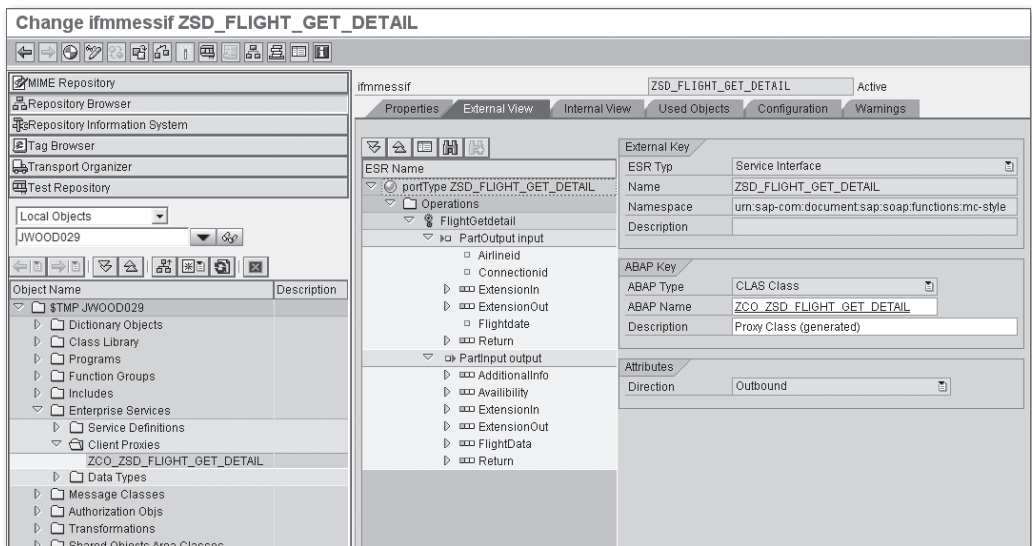 Change ifmmessif ZSD_FLIGHT_GET_DETAIL
MIME Repository
Repository Browser
Repository Information System
Tag Browser
Transport Organizer
Test Repository
Local Objects
JWOOD029
Object Name Description
$TMP JWOOD029
Dictionary Objects
Class Library
Programs
Function Groups
Includes
Enterprise Services
Service Definitions
Client Proxies
ZCO_ZSD_FLIGHT_GET_DETAIL
Data Types
Message Classes
Authorization Objs
Transformations
Shared Objects Area Classes
ifmmessif ZSD_FLIGHT_GET_DETAIL Active
Properties External View Internal View Used Objects Configuration Warnings
ESR Name
portType ZSD_FLIGHT_GET_DETAIL
Operations
FlightGetdetail
PartOutput input
Airlineid
Connectionid
ExtensionIn
ExtensionOut
Flightdate
Return
PartInput output
AdditionalInfo
Availibility
ExtensionIn
ExtensionOut
FlightData
Return
External Key
ESR Typ Service Interface
Name ZSD_FLIGHT_GET_DETAIL
Namespace urn:sap-com:document:sap:soap:functions:mc-style
Description
ABAP Key
ABAP Type CLAS Class
ABAP Name ZCO_ZSD_FLIGHT_GET_DETAIL
Description Proxy Class (generated)
Attributes
Direction Outbound